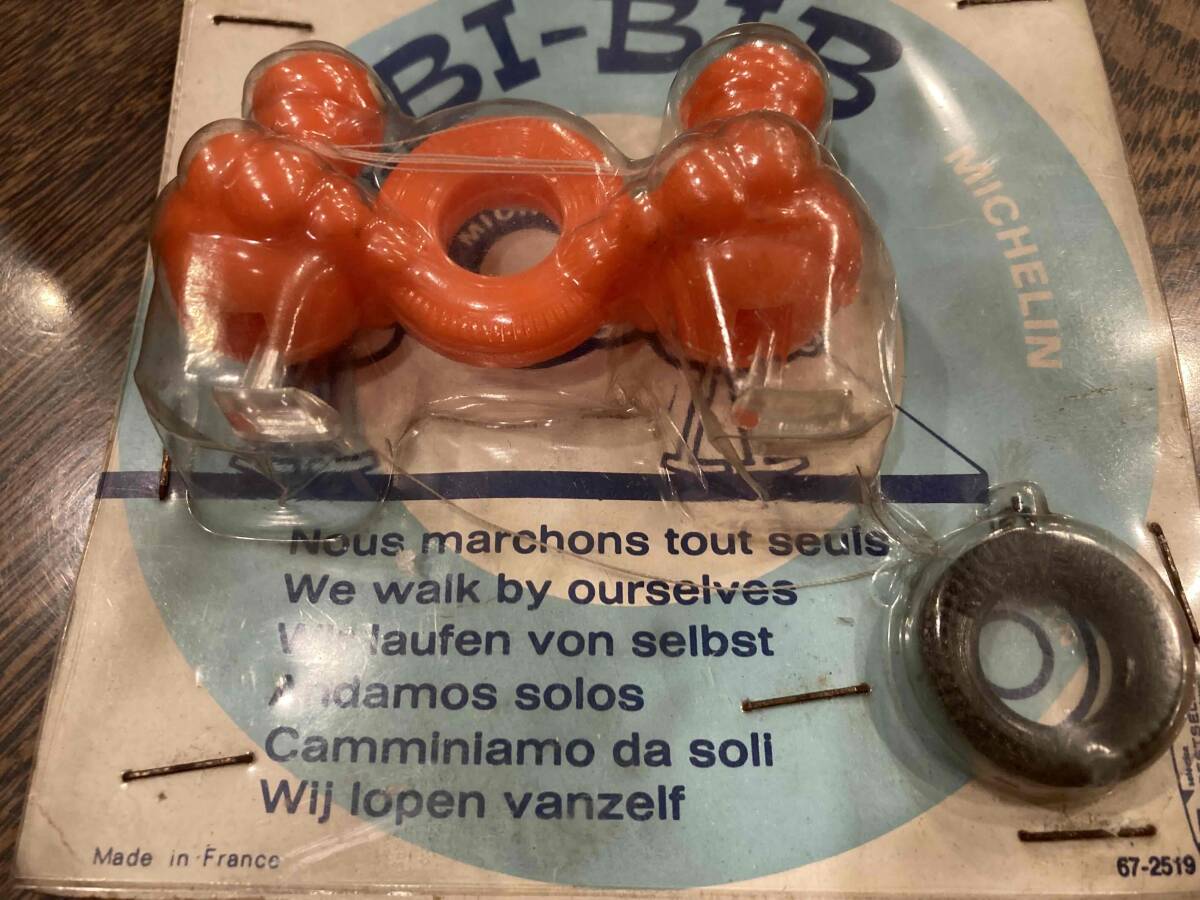 BI-BIB
MICHELIN
Nous marchons tout seuls
We walk by ourselves
Wir laufen von selbst
Andamos solos
Camminiamo da soli
Wij lopen vanzelf
Made in France
67-2519